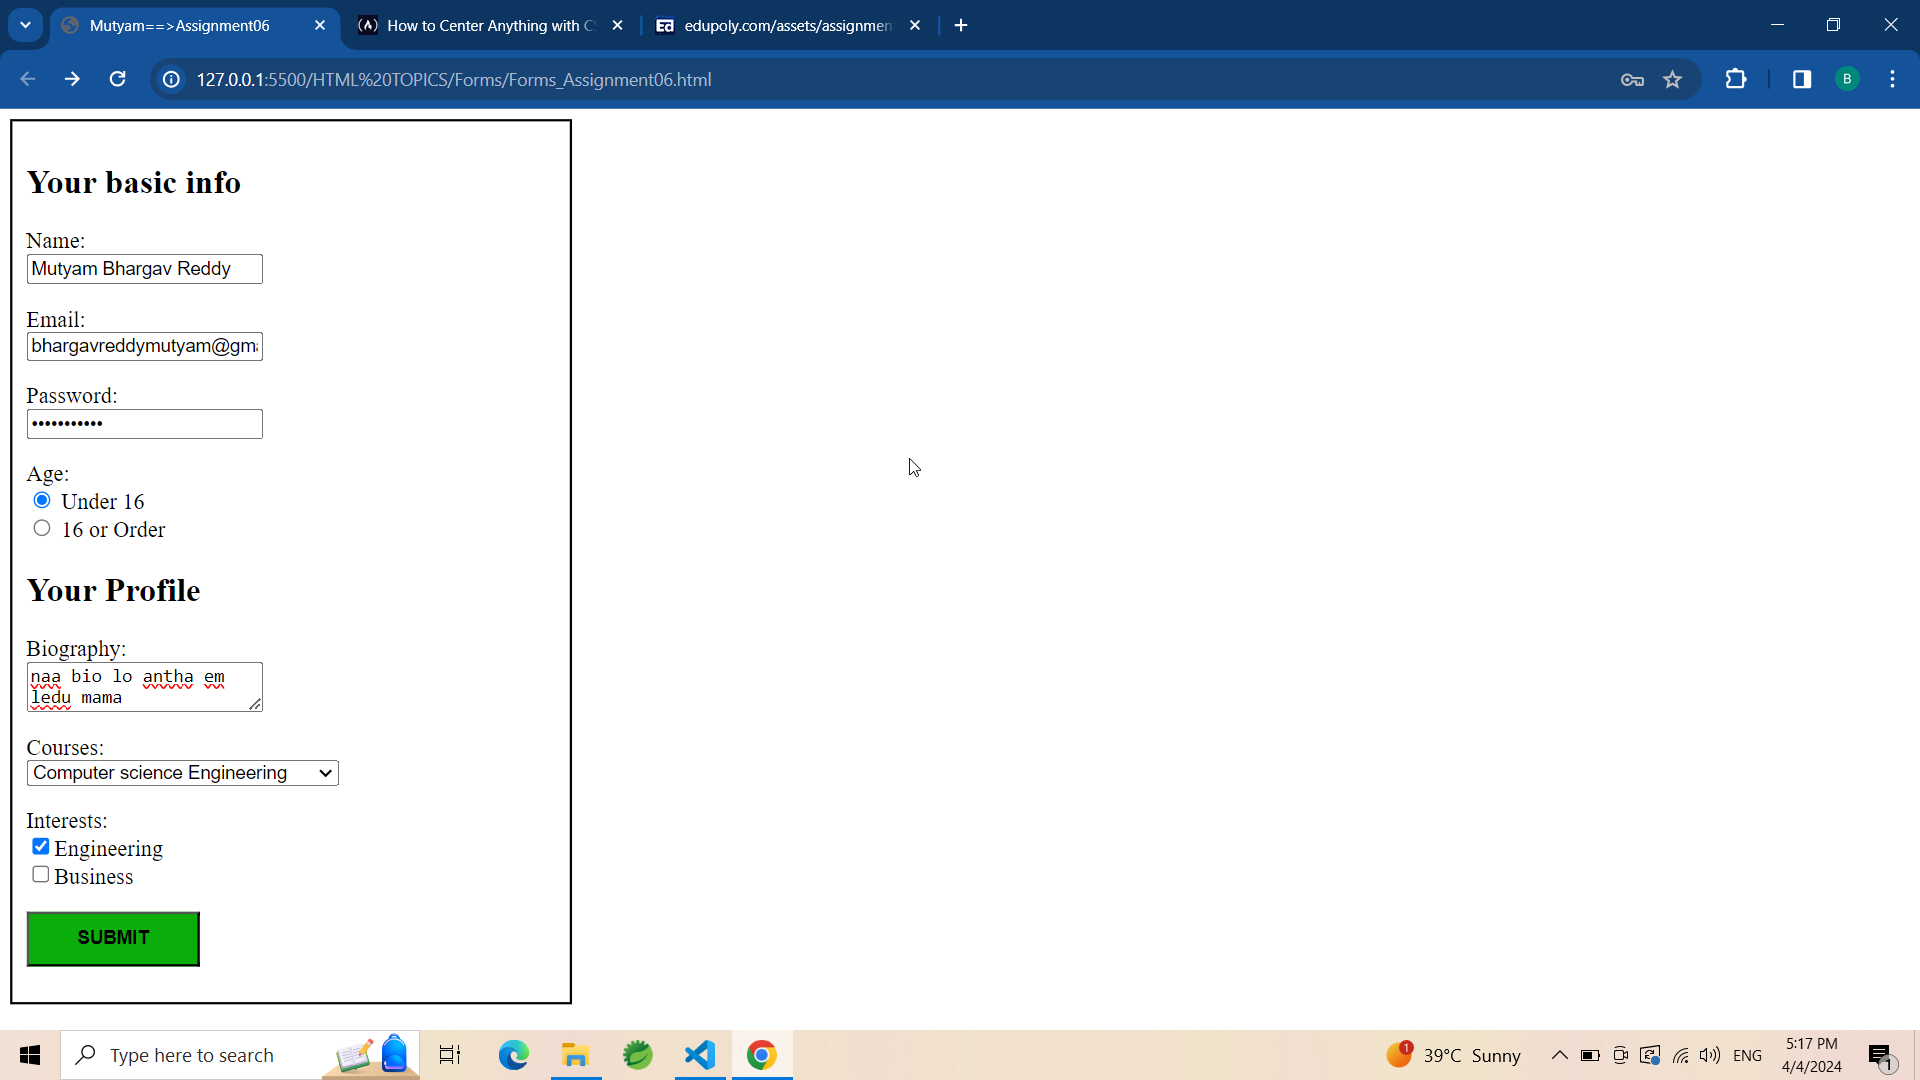 Mutyam==>Assignment06
How to Center Anything with CS
Ed edupoly.com/assets/assignmen
127.0.0.1:5500/HTML%20TOPICS/Forms/Forms_Assignment06.html
B
Your basic info
Name:
Mutyam Bhargav Reddy
Email:
bhargavreddymutyam@gma
Password:
•••••••••••
Age:
Under 16
16 or Order
Your Profile
Biography:
naa bio lo antha em
ledu mama
Courses:
Computer science Engineering
Interests:
Engineering
Business
SUBMIT
Type here to search
1
39°C Sunny
ENG
5:17 PM
4/4/2024
1